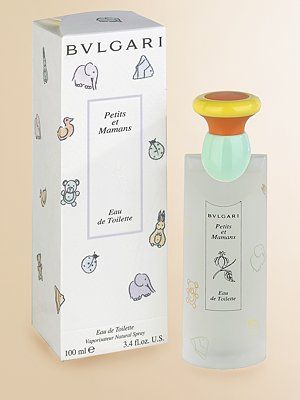 BVLGARI
Petits
et
Mamans
Eau
de Toilette
Eau de Toilette
Vaporisateur Natural Spray
100 ml ℮ 3.4 fl.oz. U.S.
BVLGARI
Petits
et
Mamans
Eau
de Toilette